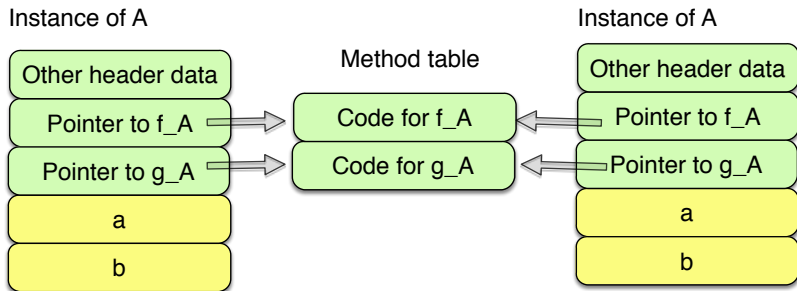 Instance of A
Other header data
Pointer to f_A
Pointer to g_A
a
b
Method table
Code for f_A
Code for g_A
Instance of A
Other header data
Pointer to f_A
Pointer to g_A
a
b